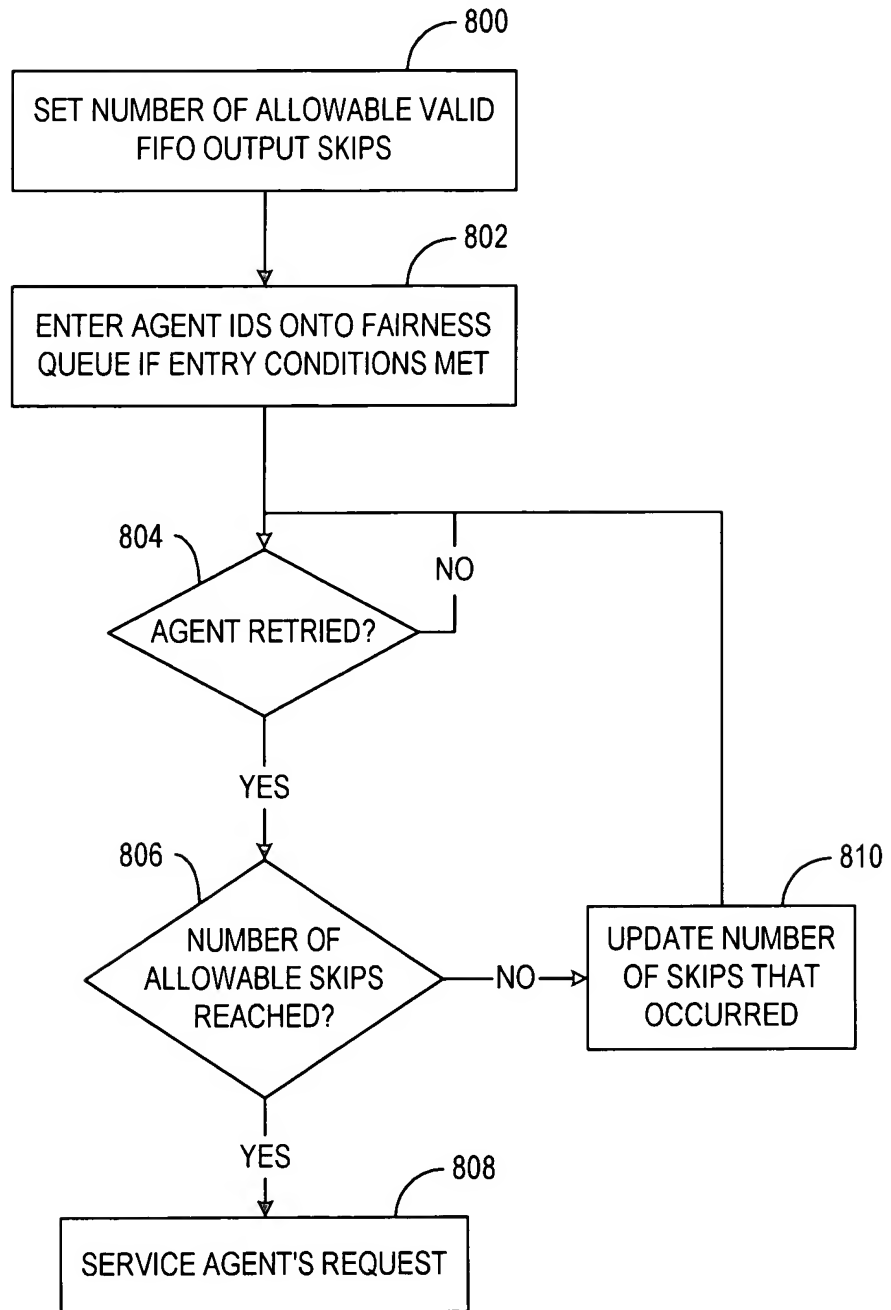 800
SET NUMBER OF ALLOWABLE VALID
FIFO OUTPUT SKIPS
802
ENTER AGENT IDS ONTO FAIRNESS
QUEUE IF ENTRY CONDITIONS MET
804
AGENT RETRIED?
NO
YES
806
NUMBER OF
ALLOWABLE SKIPS
REACHED?
NO
810
UPDATE NUMBER
OF SKIPS THAT
OCCURRED
YES
808
SERVICE AGENT'S REQUEST